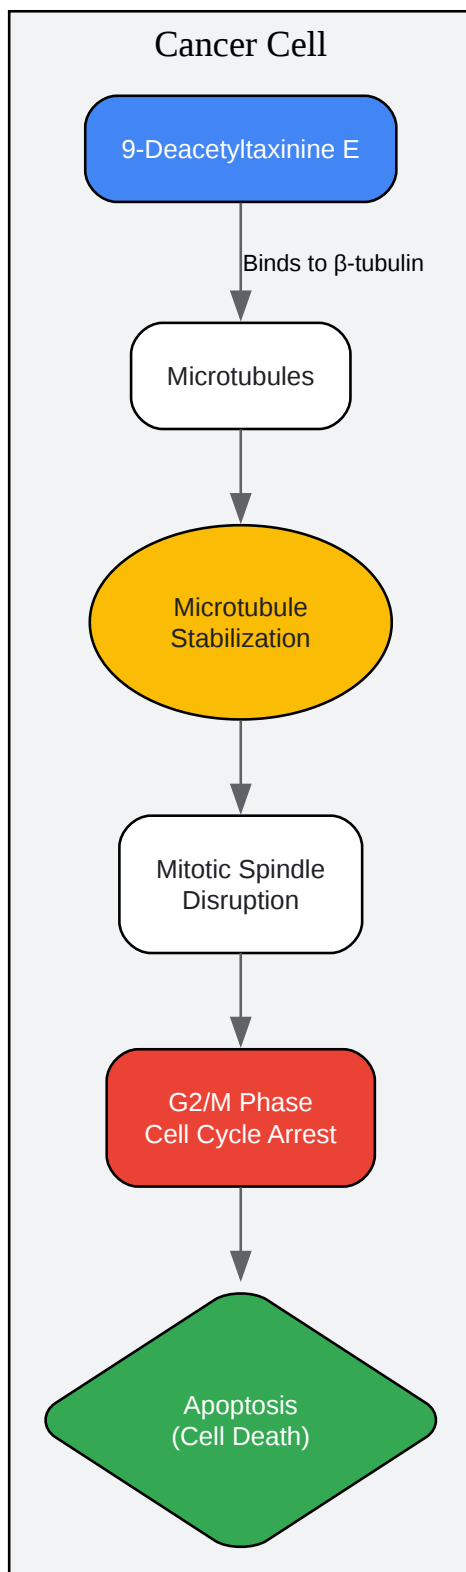 Cancer Cell
9-Deacetyltaxinine E
Binds to β-tubulin
Microtubules
Microtubule
Stabilization
Mitotic Spindle
Disruption
G2/M Phase
Cell Cycle Arrest
Apoptosis
(Cell Death)